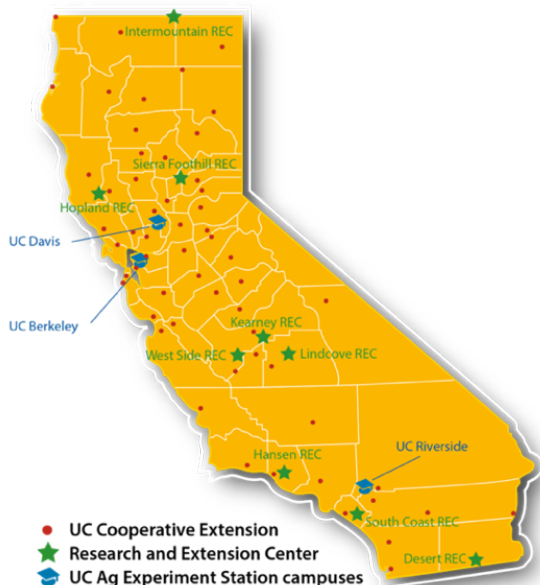 Intermountain REC
Sierra Foothill REC
Hopland REC
UC Davis
UC Berkeley
Kearney REC
West Side REC
Lindcove REC
UC Riverside
Hansen REC
South Coast REC
Desert REC
UC Cooperative Extension
Research and Extension Center
UC Ag Experiment Station campuses